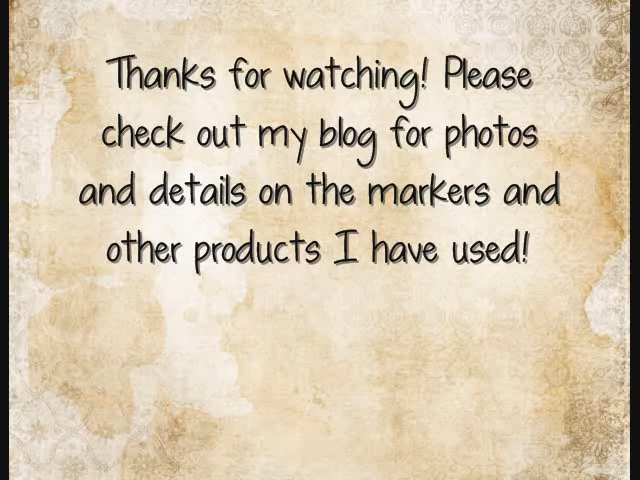 Thanks for watching! Please
check out my blog for photos
and details on the markers and
other products I have used!